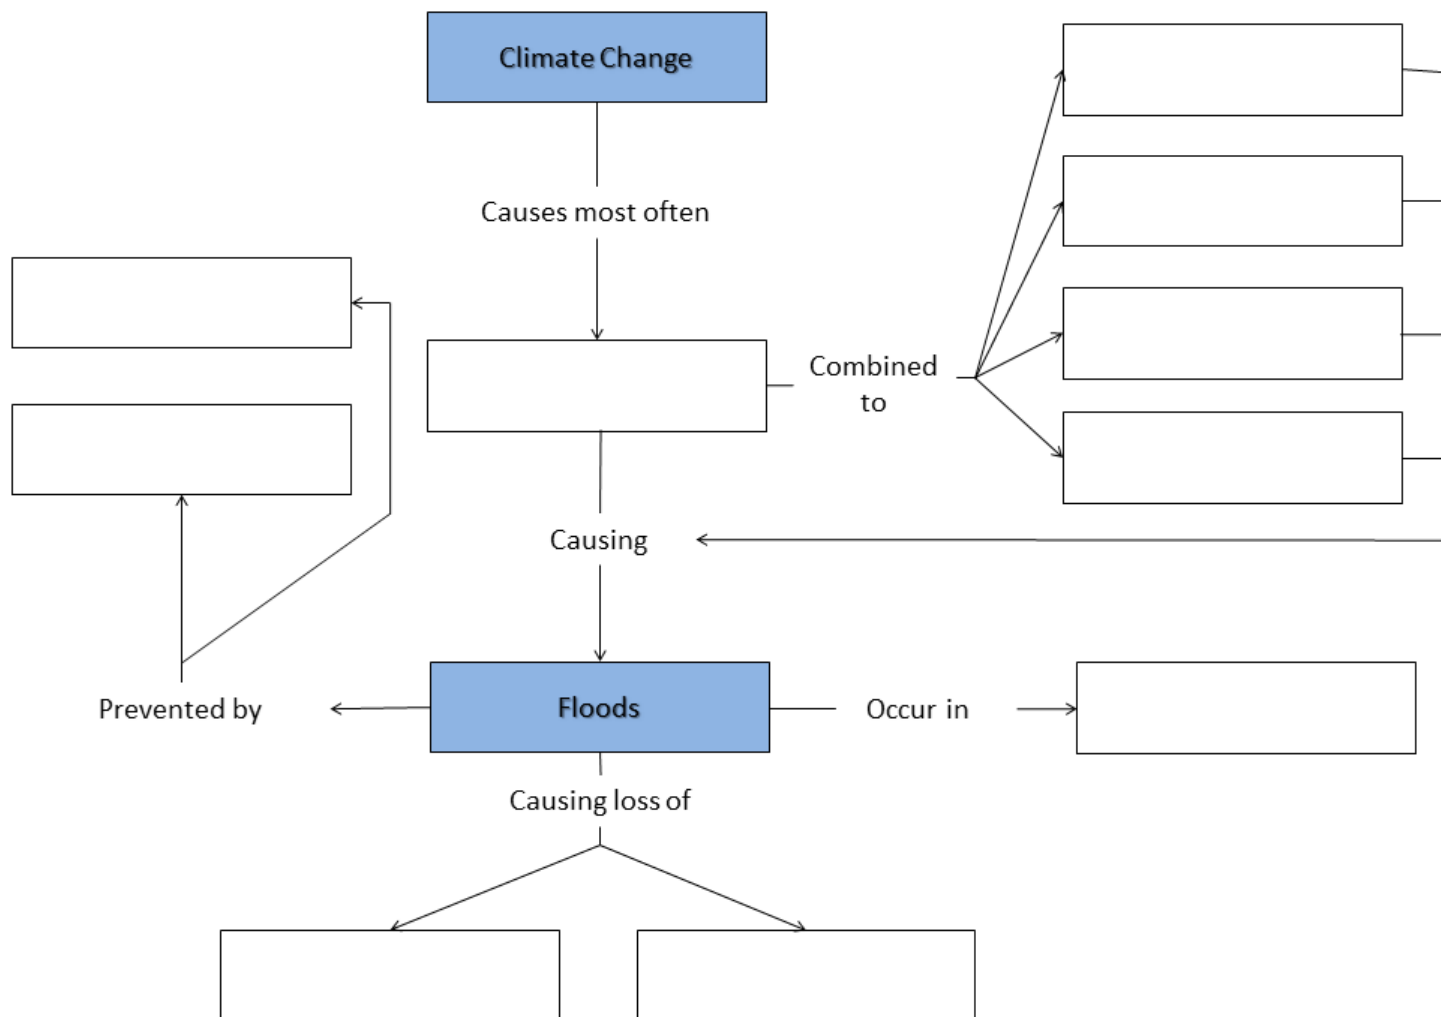 Climate Change
Causes most often
Combined
to
Causing
Prevented by
Floods
Occur in
Causing loss of